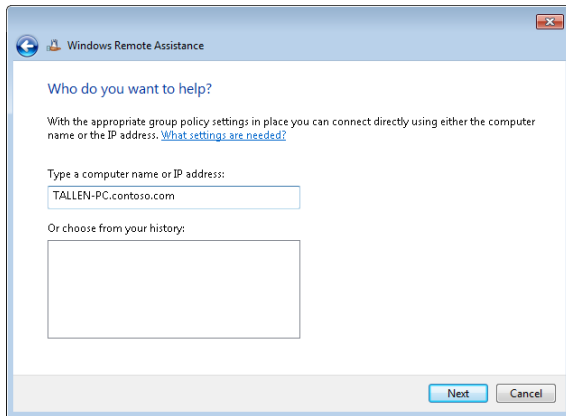 Windows Remote Assistance
Who do you want to help?
With the appropriate group policy settings in place you can connect directly using either the computer
name or the IP address. What settings are needed?
Type a computer name or IP address:
TALLEN-PC.contoso.com
Or choose from your history:
Next Cancel